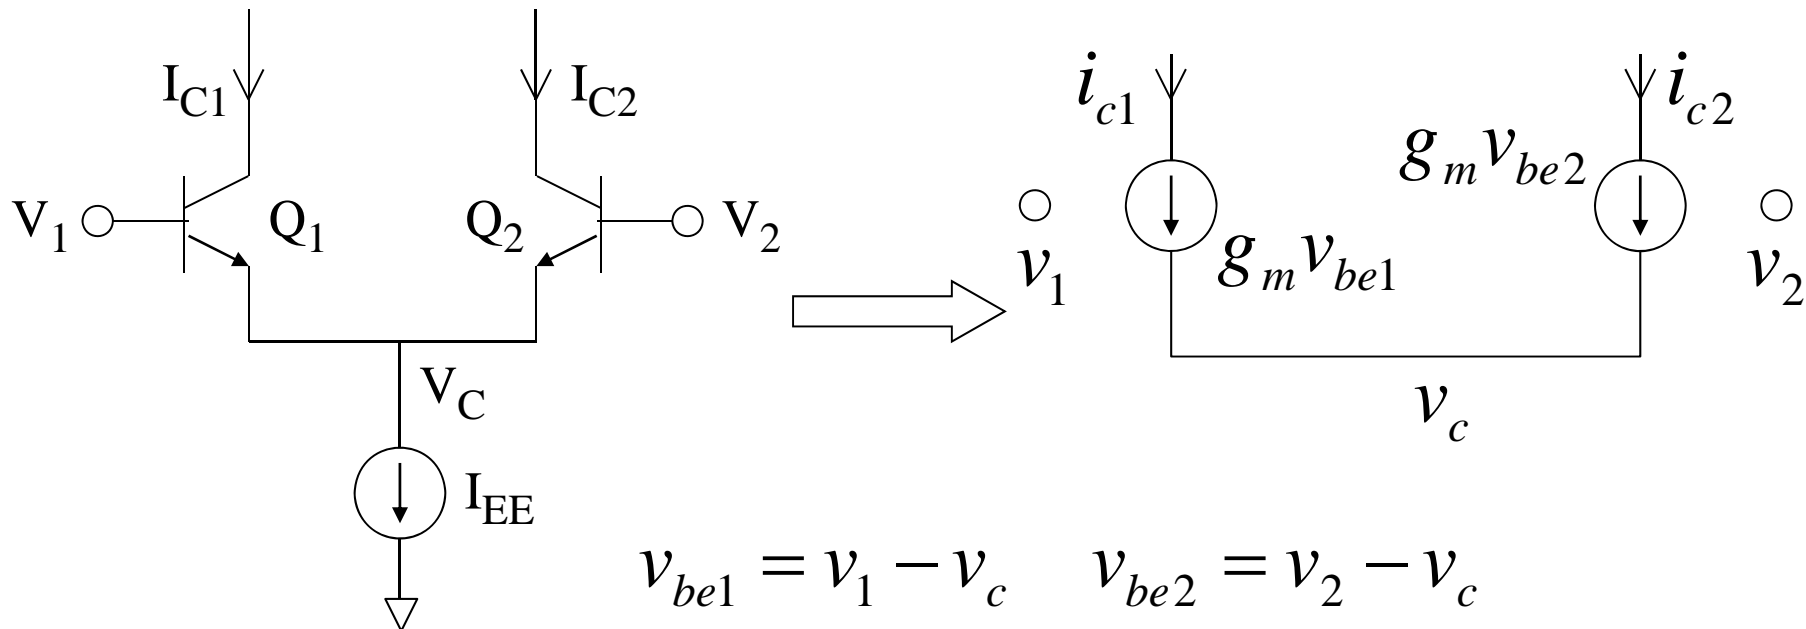 I_C1
I_C2
V_1
Q_1
Q_2
V_2
V_C
I_EE
i_c1
i_c2
g_m v_be2
v_1
g_m v_be1
v_2
v_c
v_be1 = v_1 − v_c
v_be2 = v_2 − v_c